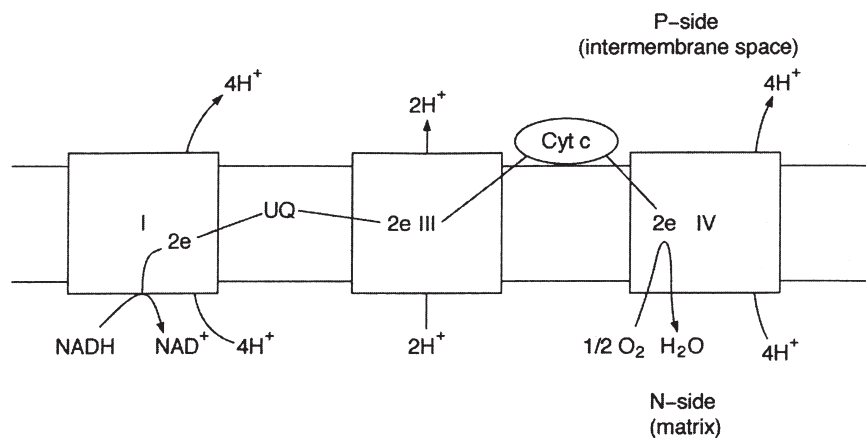 P–side
(intermembrane space)
4H⁺
2H⁺
4H⁺
Cyt c
I
2e
UQ
2e III
2e IV
NADH
NAD⁺
4H⁺
2H⁺
1/2 O₂
H₂O
4H⁺
N–side
(matrix)